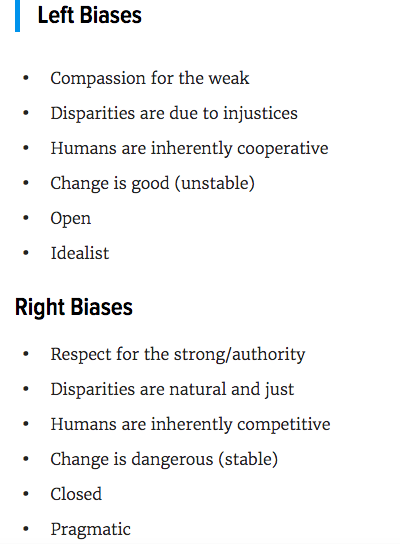 Left Biases
• Compassion for the weak
• Disparities are due to injustices
• Humans are inherently cooperative
• Change is good (unstable)
• Open
• Idealist
Right Biases
• Respect for the strong/authority
• Disparities are natural and just
• Humans are inherently competitive
• Change is dangerous (stable)
• Closed
• Pragmatic